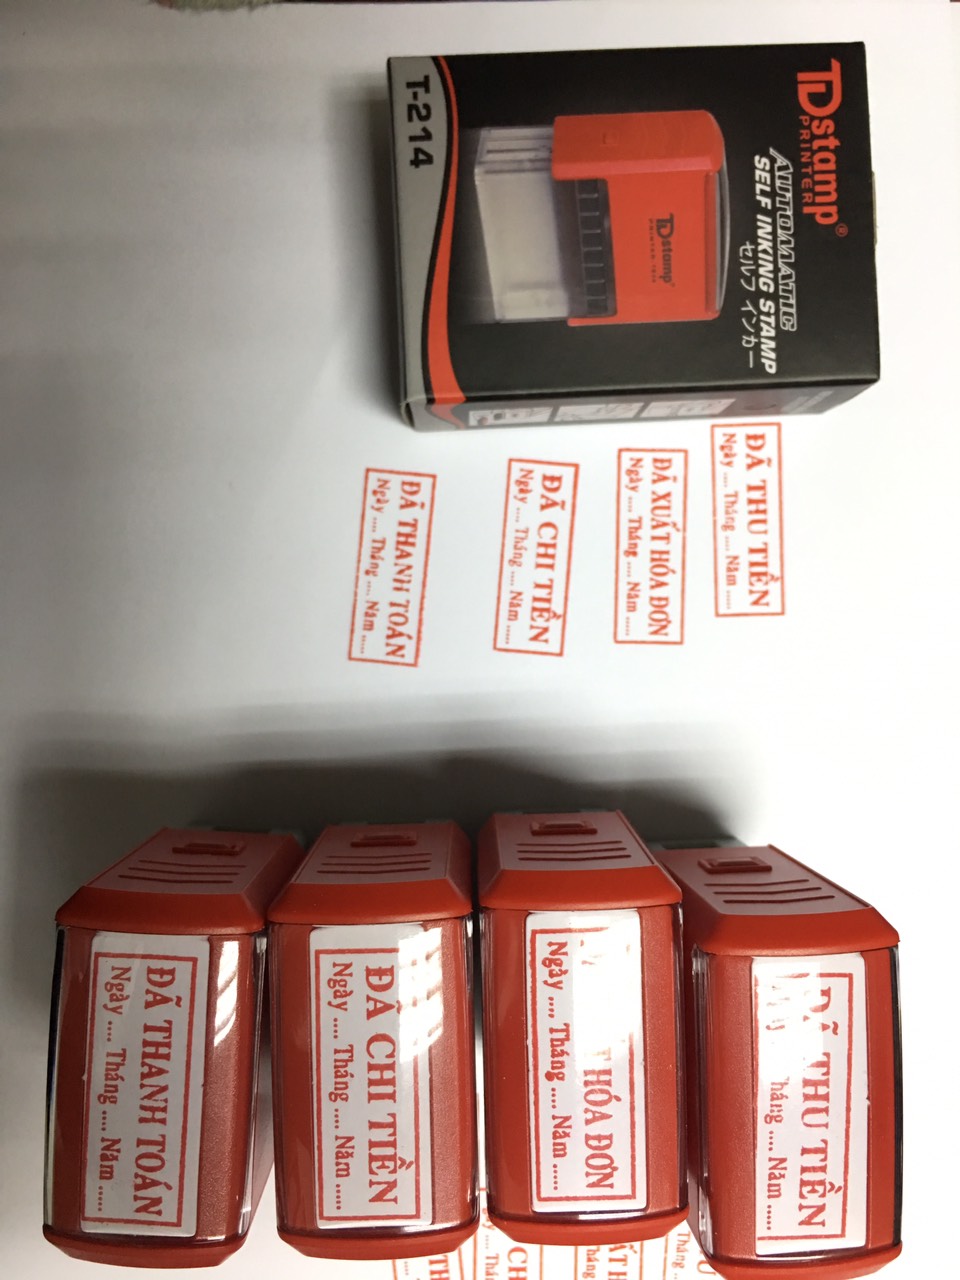 TDstamp®
PRINTER
AUTOMATIC
SELF INKING STAMP
セルフ インカー
TDstamp®
T-214
ĐÃ THU TIỀN
Ngày .... Tháng .... Năm .....
ĐÃ XUẤT HÓA ĐƠN
Ngày .... Tháng .... Năm .....
ĐÃ CHI TIỀN
Ngày .... Tháng .... Năm .....
ĐÃ THANH TOÁN
Ngày .... Tháng .... Năm .....
ĐÃ THU TIỀN
Tháng .... Năm .....
HÓA ĐƠN
Ngày .... Tháng .... Năm .....
ĐÃ CHI TIỀN
Ngày .... Tháng .... Năm .....
ĐÃ THANH TOÁN
Ngày .... Tháng .... Năm .....